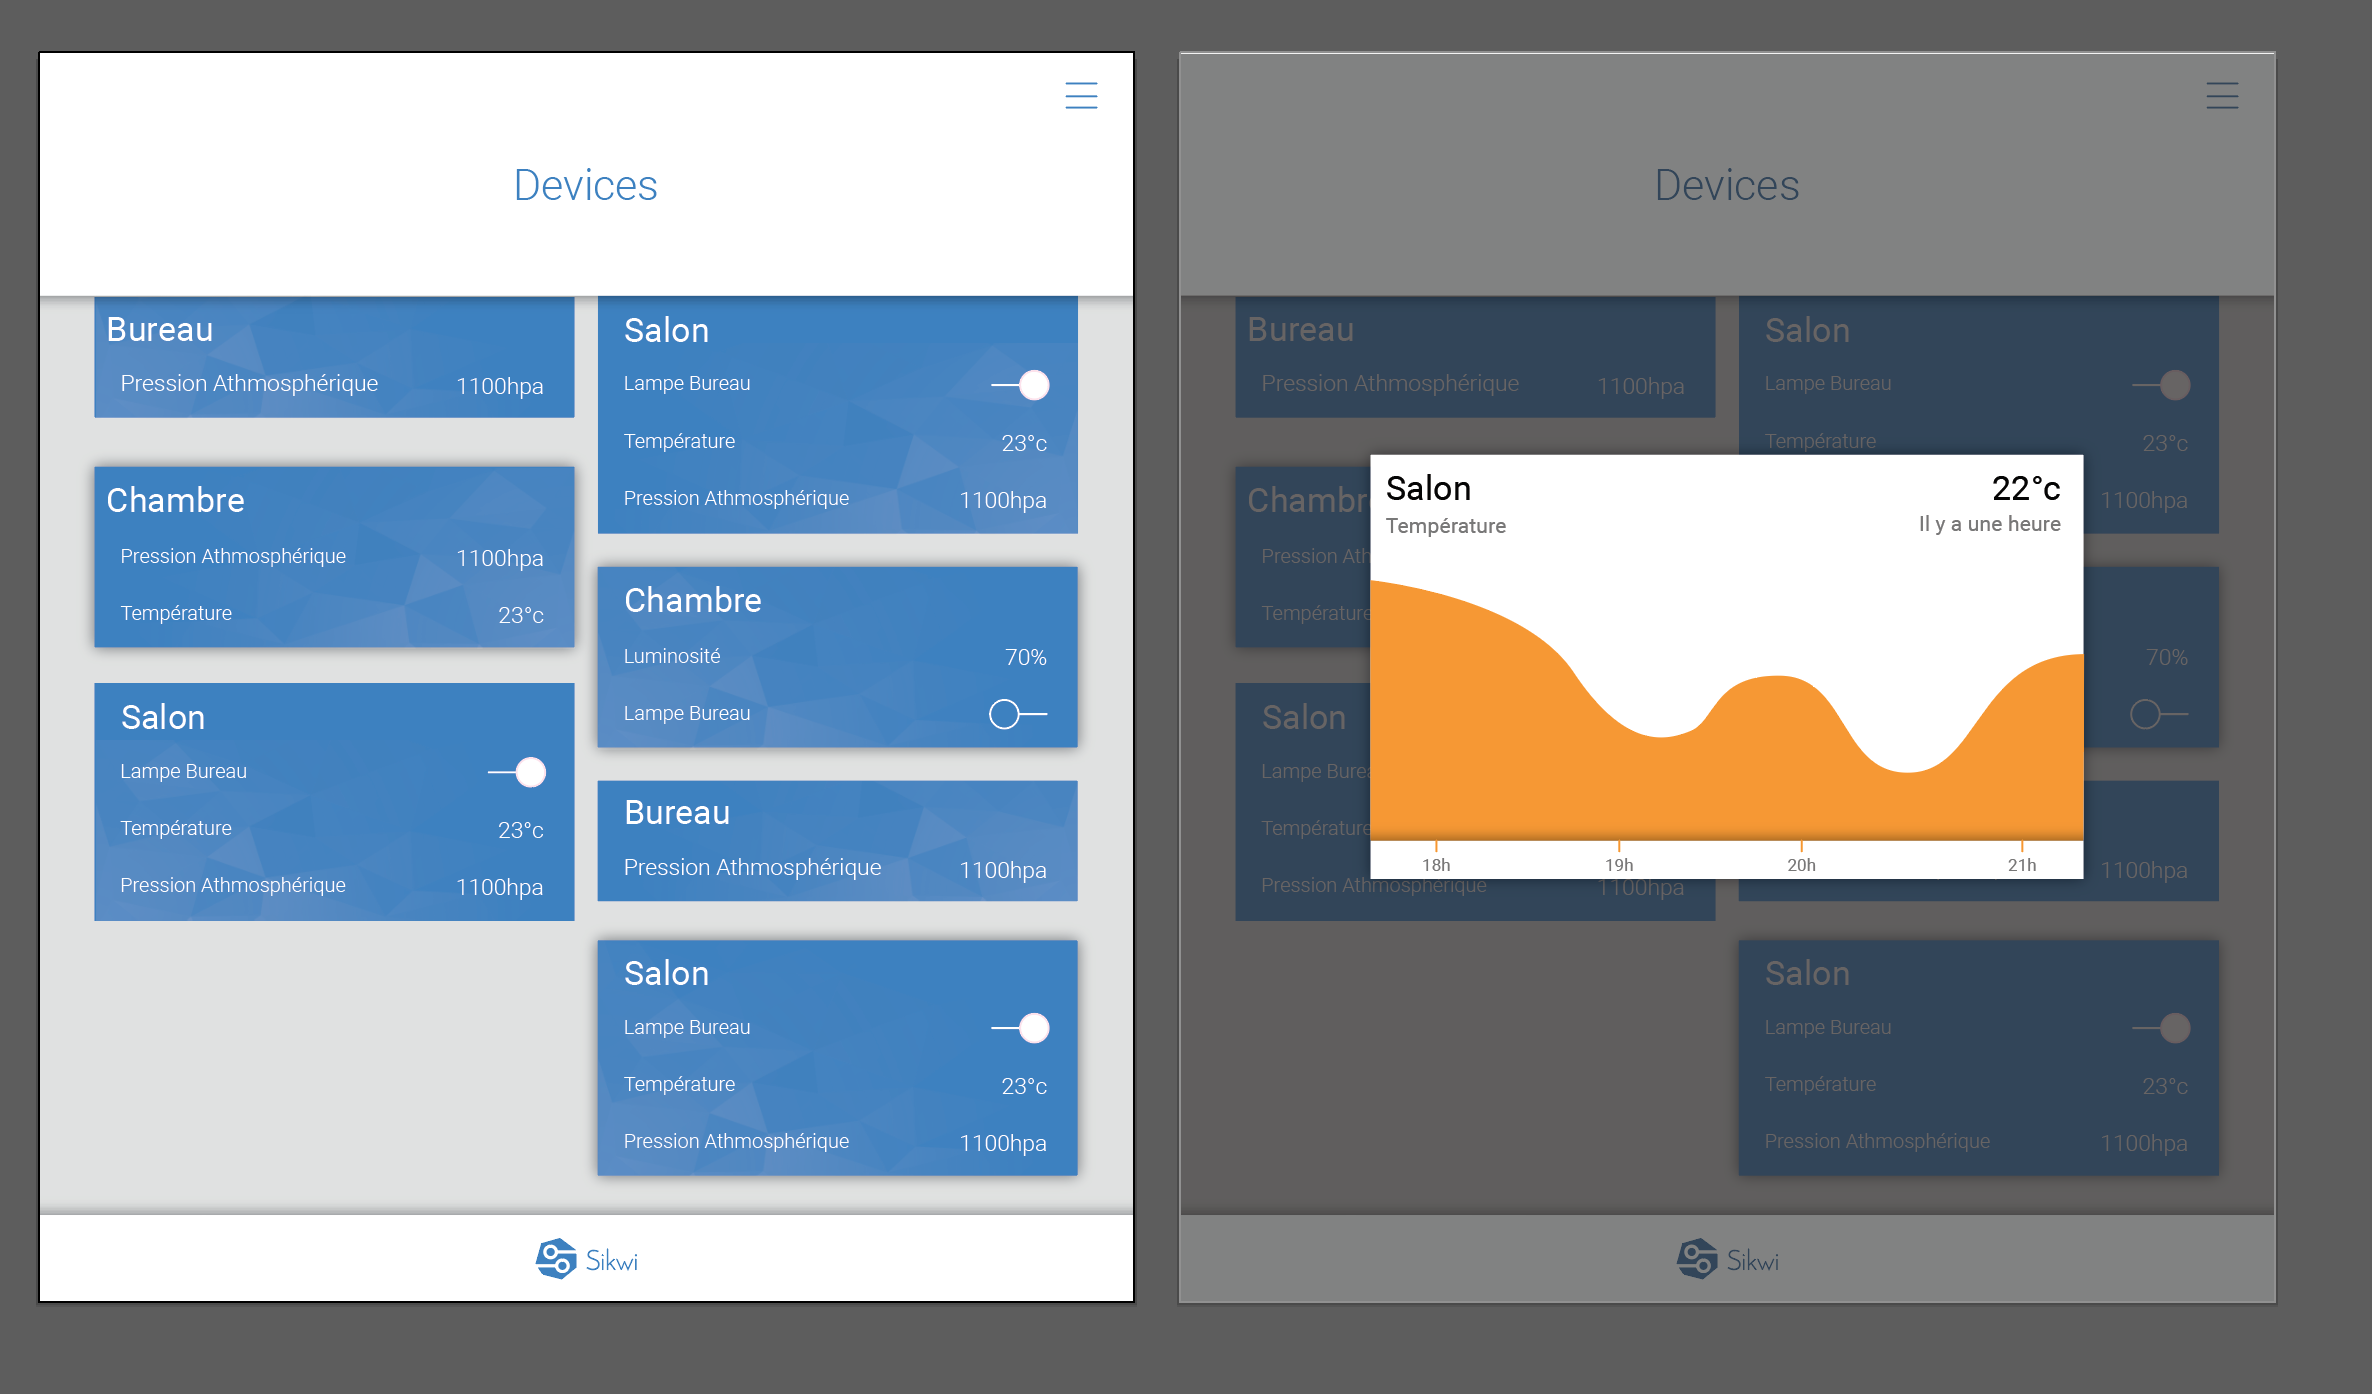 Devices
Bureau
Pression Athmosphérique 1100hpa
Chambre
Pression Athmosphérique 1100hpa
Température 23°c
Salon
Lampe Bureau
Température 23°c
Pression Athmosphérique 1100hpa
Salon
Lampe Bureau
Température 23°c
Pression Athmosphérique 1100hpa
Chambre
Luminosité 70%
Lampe Bureau
Bureau
Pression Athmosphérique 1100hpa
Salon
Lampe Bureau
Température 23°c
Pression Athmosphérique 1100hpa
Sikwi
Devices
Bureau
Pression Athmosphérique 1100hpa
Chambr
Pression Ath
Température
Salon
Lampe Burea
Température
Pression Athmosphérique 1100hpa
Salon
Lampe Bureau
Température 23°c
1100hpa
70%
1100hpa
Salon
Lampe Bureau
Température 23°c
Pression Athmosphérique 1100hpa
Salon 22°c
Température Il y a une heure
18h 19h 20h 21h
Sikwi